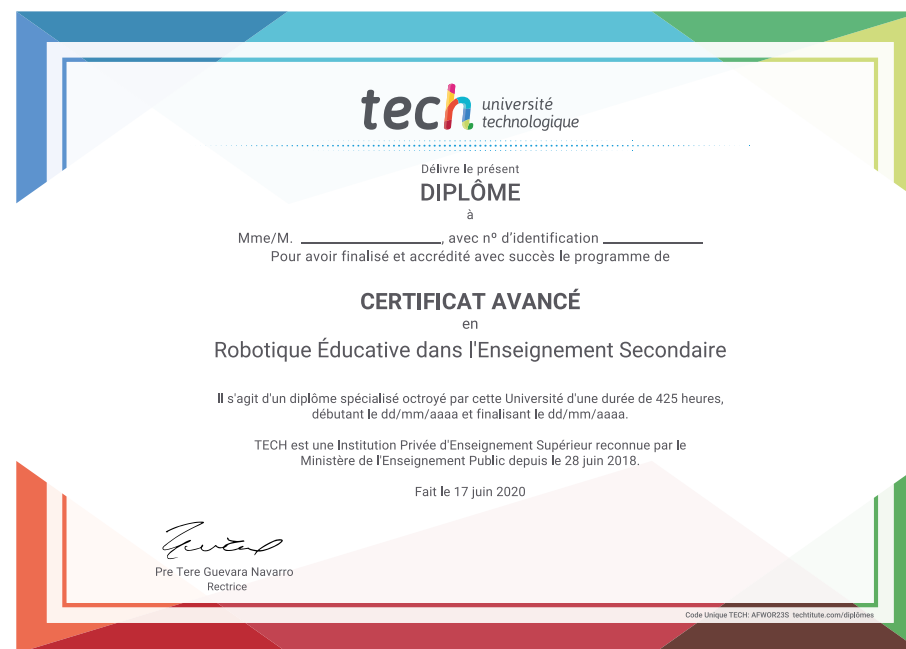 tech université
technologique
Délivre le présent
DIPLÔME
à
Mme/M. ____________________, avec nº d'identification ______________
Pour avoir finalisé et accrédité avec succès le programme de
CERTIFICAT AVANCÉ
en
Robotique Éducative dans l'Enseignement Secondaire
Il s'agit d'un diplôme spécialisé octroyé par cette Université d'une durée de 425 heures,
débutant le dd/mm/aaaa et finalisant le dd/mm/aaaa.
TECH est une Institution Privée d'Enseignement Supérieur reconnue par le
Ministère de l'Enseignement Public depuis le 28 juin 2018.
Fait le 17 juin 2020
Pre Tere Guevara Navarro
Rectrice
Code Unique TECH: AFWOR23S techtitute.com/diplômes